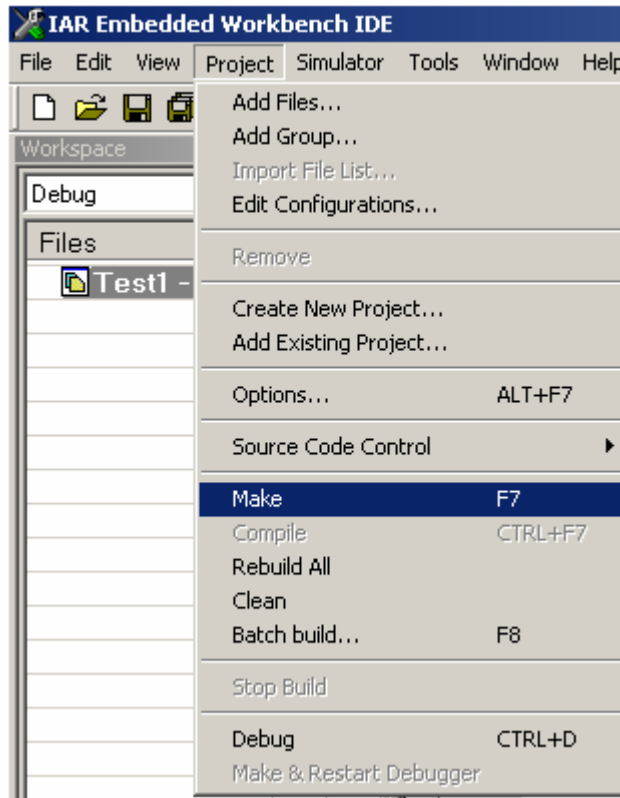 IAR Embedded Workbench IDE
File Edit View Project Simulator Tools Window Help
Workspace
Debug
Files
Test1 -
Add Files...
Add Group...
Import File List...
Edit Configurations...
Remove
Create New Project...
Add Existing Project...
Options... ALT+F7
Source Code Control
Make F7
Compile CTRL+F7
Rebuild All
Clean
Batch build... F8
Stop Build
Debug CTRL+D
Make & Restart Debugger